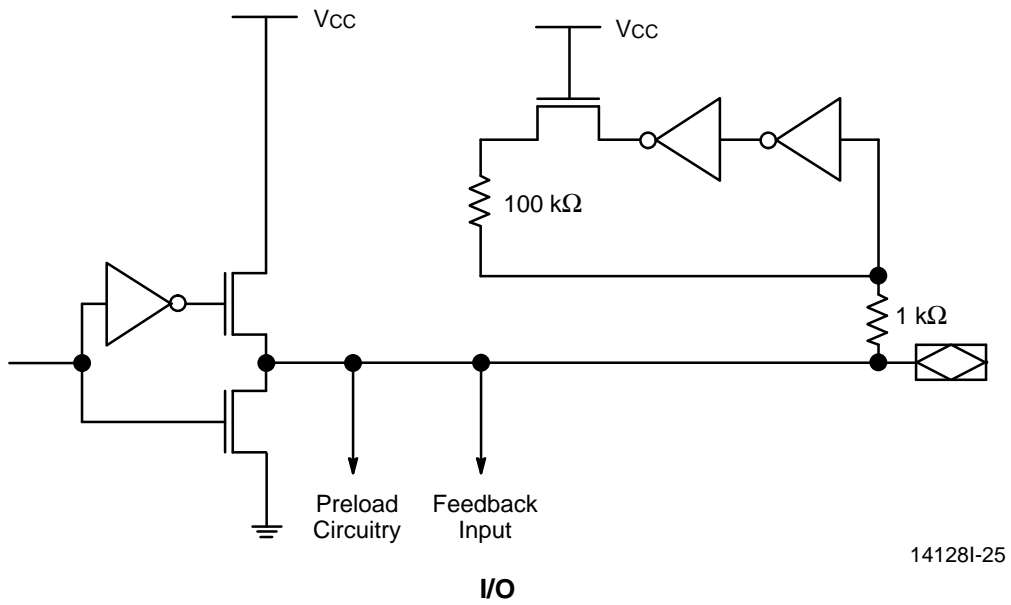 VCC
VCC
100 kΩ
1 kΩ
Preload
Circuitry
Feedback
Input
14128I-25
I/O